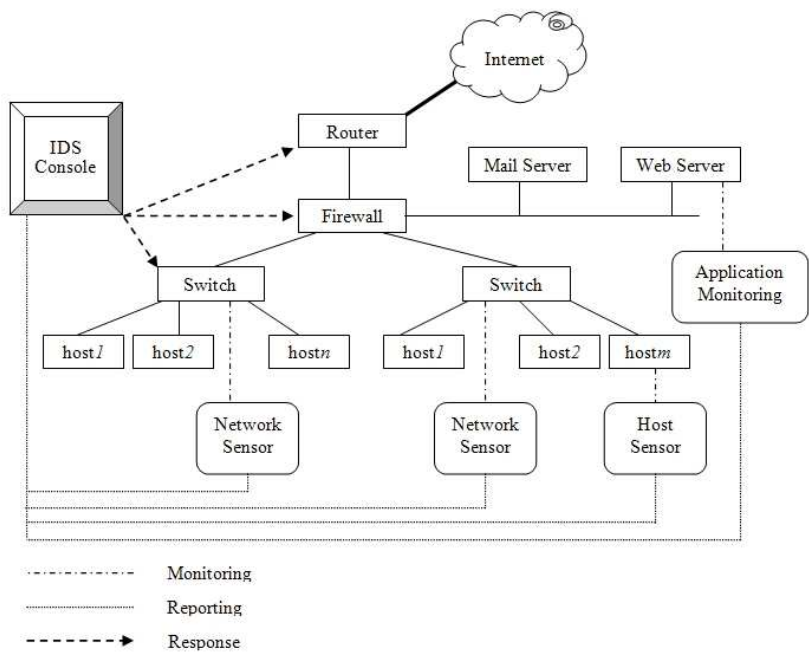 Internet
IDS
Console
Router
Mail Server
Web Server
Firewall
Switch
Switch
Application
Monitoring
host1
host2
hostn
host1
host2
hostm
Network
Sensor
Network
Sensor
Host
Sensor
Monitoring
Reporting
Response